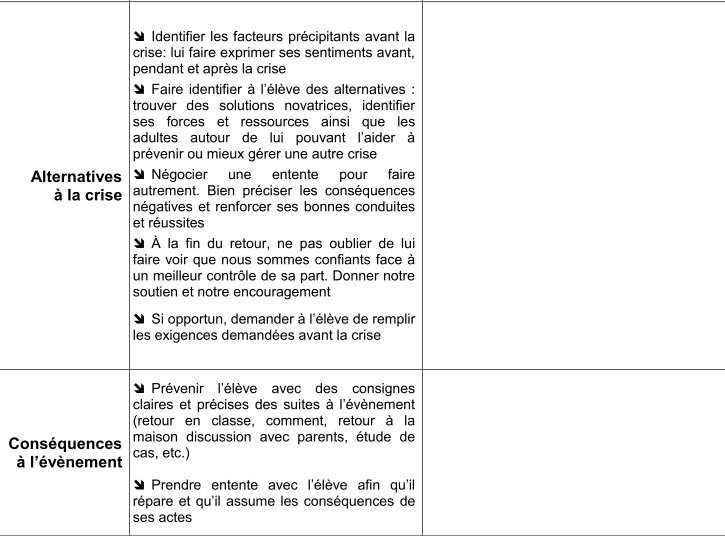 Alternatives
à la crise
🡮 Identifier les facteurs précipitants avant la
crise: lui faire exprimer ses sentiments avant,
pendant et après la crise
🡮 Faire identifier à l’élève des alternatives :
trouver des solutions novatrices, identifier
ses forces et ressources ainsi que les
adultes autour de lui pouvant l’aider à
prévenir ou mieux gérer une autre crise
🡮 Négocier une entente pour faire
autrement. Bien préciser les conséquences
négatives et renforcer ses bonnes conduites
et réussites
🡮 À la fin du retour, ne pas oublier de lui
faire voir que nous sommes confiants face à
un meilleur contrôle de sa part. Donner notre
soutien et notre encouragement
🡮 Si opportun, demander à l’élève de remplir
les exigences demandées avant la crise
Conséquences
à l’évènement
🡮 Prévenir l’élève avec des consignes
claires et précises des suites à l’évènement
(retour en classe, comment, retour à la
maison discussion avec parents, étude de
cas, etc.)
🡮 Prendre entente avec l’élève afin qu’il
répare et qu’il assume les conséquences de
ses actes